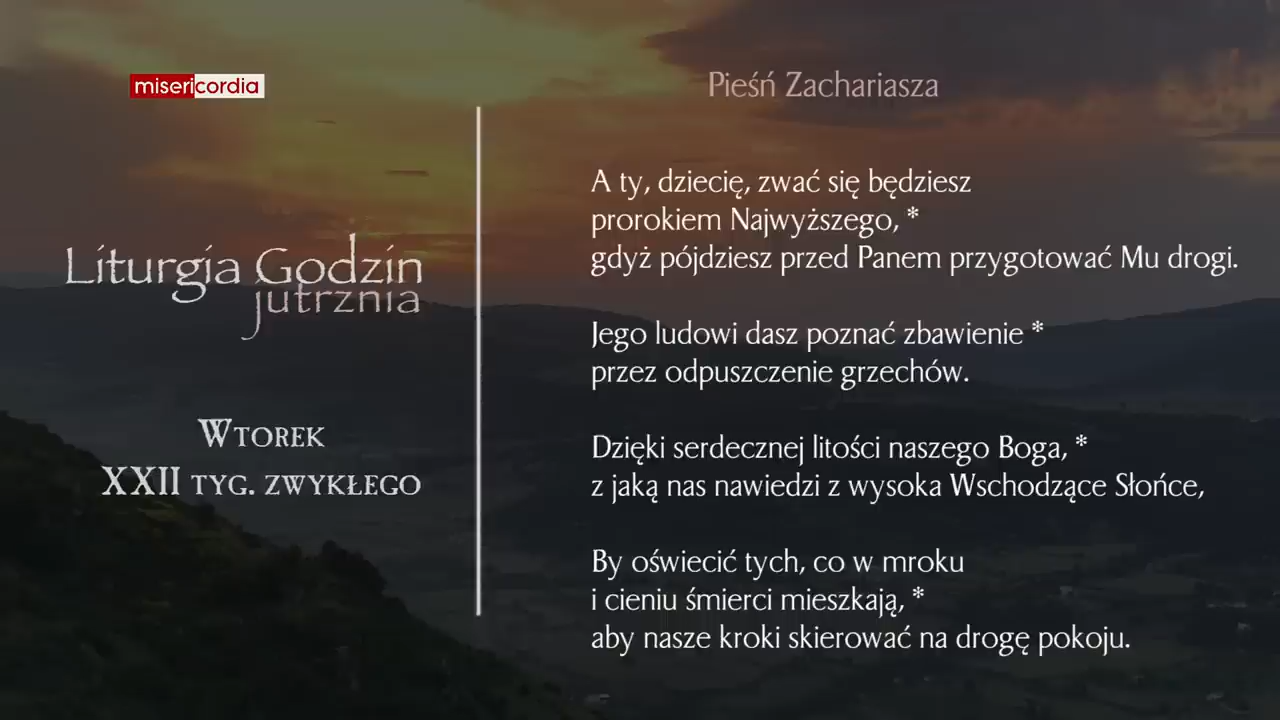 misericordia
Liturgia Godzin
jutrznia
Wtorek
XXII tyg. zwykłego
Pieśń Zachariasza
A ty, dziecię, zwać się będziesz
prorokiem Najwyższego, *
gdyż pójdziesz przed Panem przygotować Mu drogi.
Jego ludowi dasz poznać zbawienie *
przez odpuszczenie grzechów.
Dzięki serdecznej litości naszego Boga, *
z jaką nas nawiedzi z wysoka Wschodzące Słońce,
By oświecić tych, co w mroku
i cieniu śmierci mieszkają, *
aby nasze kroki skierować na drogę pokoju.